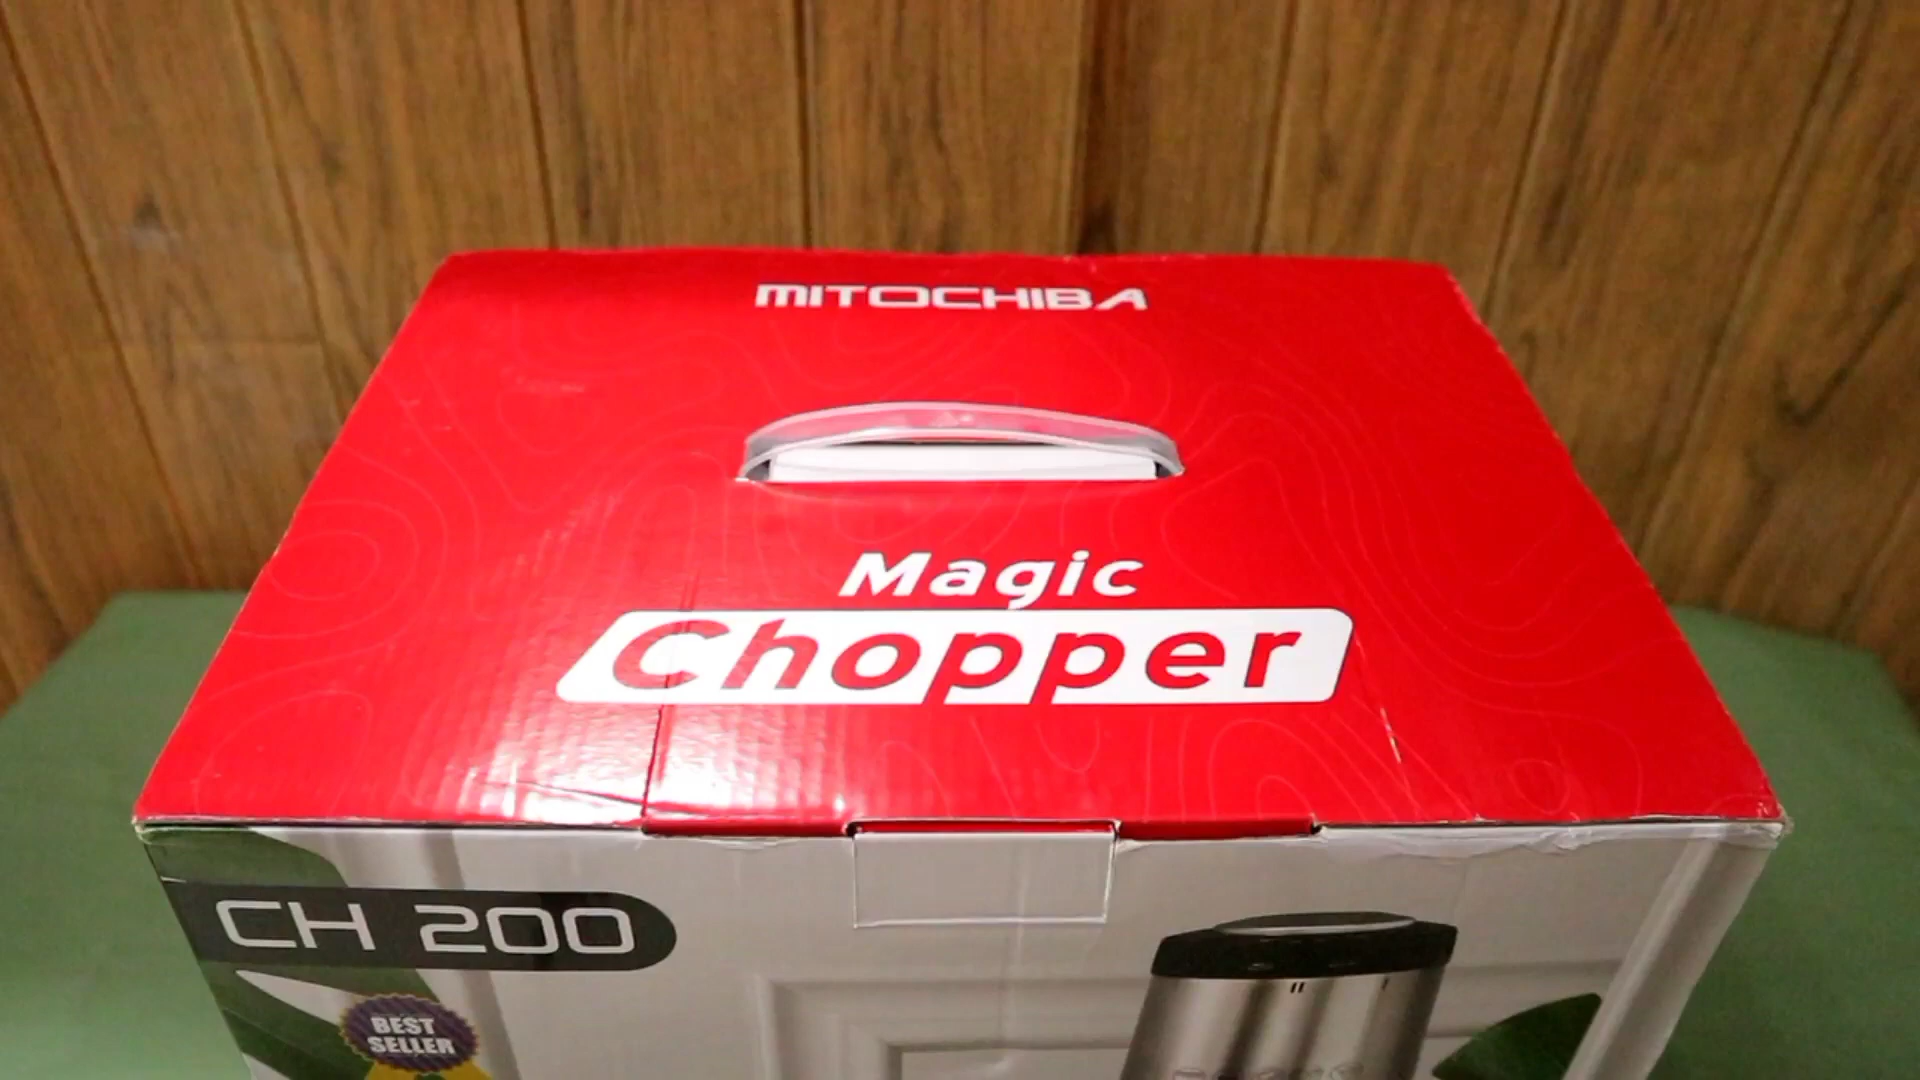 MITOCHIBA
Magic
Chopper
CH 200
BEST
SELLER